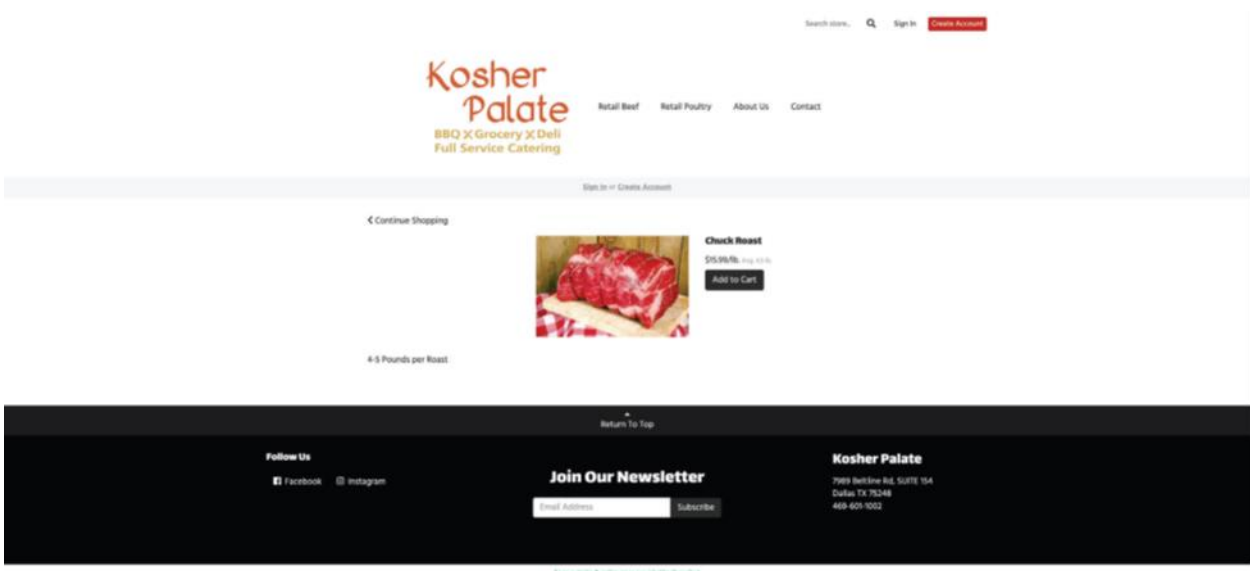 Search store..
Sign In
Create Account
Kosher
Palate
BBQ X Grocery X Deli
Full Service Catering
Retail Beef
Retail Poultry
About Us
Contact
Sign In or Create Account
Continue Shopping
Chuck Roast
$15.99/lb. Avg.
Add to Cart
4-5 Pounds per Roast
Return To Top
Follow Us
Facebook
Instagram
Join Our Newsletter
Email Address
Subscribe
Kosher Palate
7989 Beltline Rd, SUITE 154
Dallas TX 75248
469-601-1002